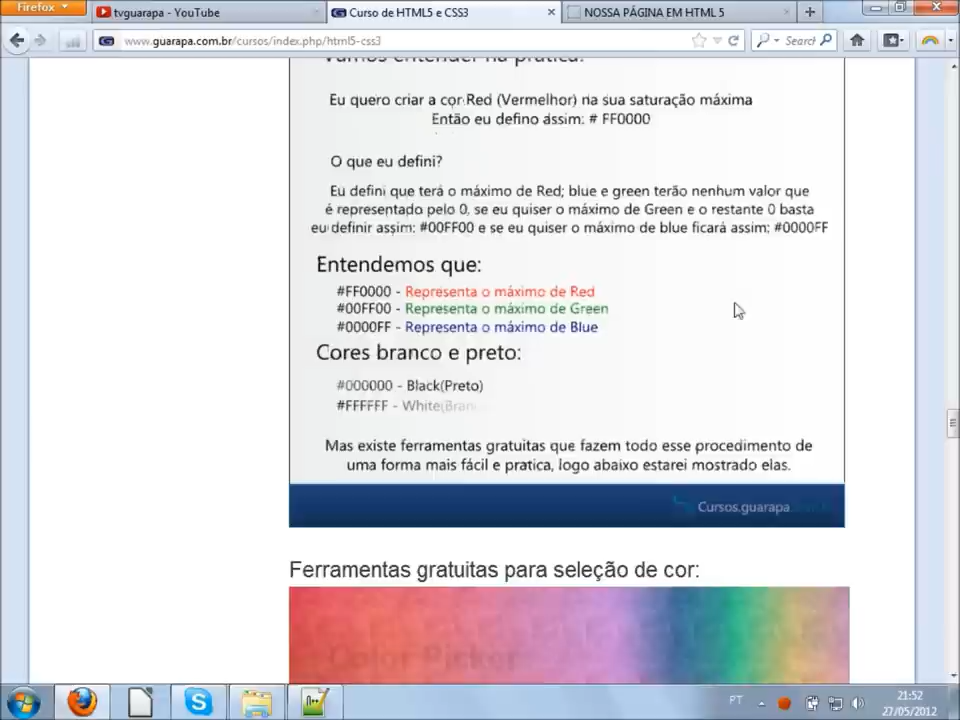 Firefox
tvguarapa - YouTube
Curso de HTML5 e CSS3
NOSSA PÁGINA EM HTML 5
www.guarapa.com.br/cursos/index.php/html5-css3
Search
Vamos entender na prática:
Eu quero criar a cor Red (Vermelhor) na sua saturação máxima
Então eu defino assim: # FF0000
O que eu defini?
Eu defini que terá o máximo de Red; blue e green terão nenhum valor que
é representado pelo 0, se eu quiser o máximo de Green e o restante 0 basta
eu definir assim: #00FF00 e se eu quiser o máximo de blue ficará assim: #0000FF
Entendemos que:
#FF0000 - Representa o máximo de Red
#00FF00 - Representa o máximo de Green
#0000FF - Representa o máximo de Blue
Cores branco e preto:
#000000 - Black(Preto)
#FFFFFF - White(Bran
Mas existe ferramentas gratuitas que fazem todo esse procedimento de
uma forma mais fácil e pratica, logo abaixo estarei mostrado elas.
Cursos.guarapa
Ferramentas gratuitas para seleção de cor:
Color Picker
PT
21:52
27/05/2012